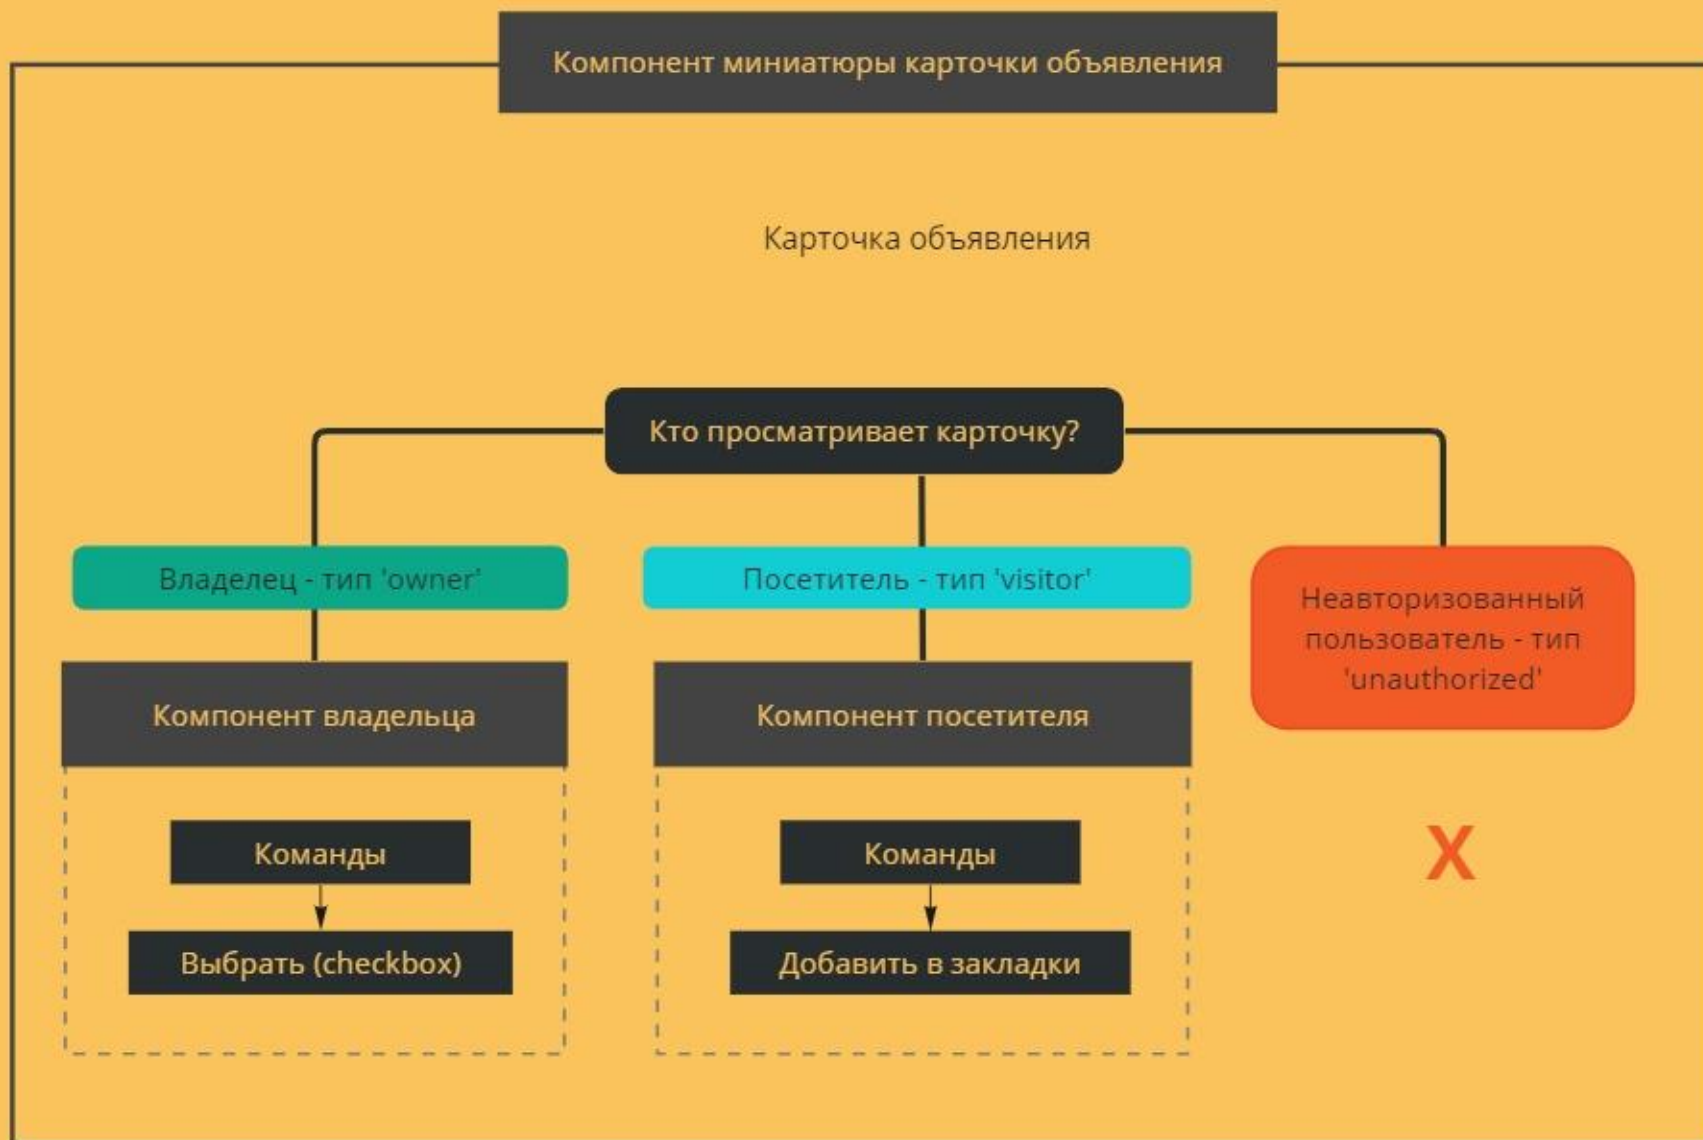 Компонент миниатюры карточки объявления
Карточка объявления
Кто просматривает карточку?
Владелец - тип 'owner'
Посетитель - тип 'visitor'
Неавторизованный
пользователь - тип
'unauthorized'
Компонент владельца
Компонент посетителя
Команды
Команды
X
Выбрать (checkbox)
Добавить в закладки